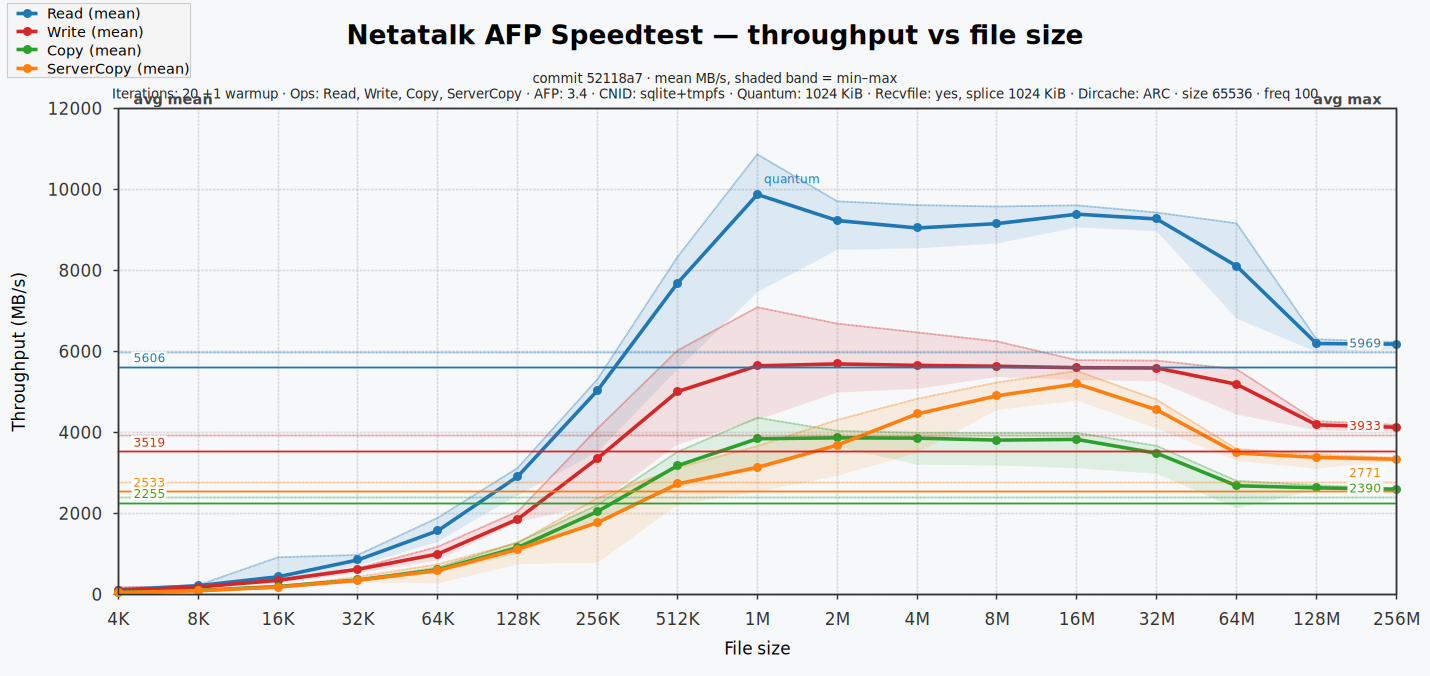 Read (mean)
Write (mean)
Copy (mean)
ServerCopy (mean)
Netatalk AFP Speedtest — throughput vs file size
commit 52118a7 · mean MB/s, shaded band = min–max
Iterations: 20 +1 warmup · Ops: Read, Write, Copy, ServerCopy · AFP: 3.4 · CNID: sqlite+tmpfs · Quantum: 1024 KiB · Recvfile: yes, splice 1024 KiB · Dircache: ARC · size 65536 · freq 100
avg mean
avg max
12000
10000
8000
6000
4000
2000
0
Throughput (MB/s)
quantum
5606
5969
3519
3933
2533
2771
2255
2390
4K 8K 16K 32K 64K 128K 256K 512K 1M 2M 4M 8M 16M 32M 64M 128M 256M
File size